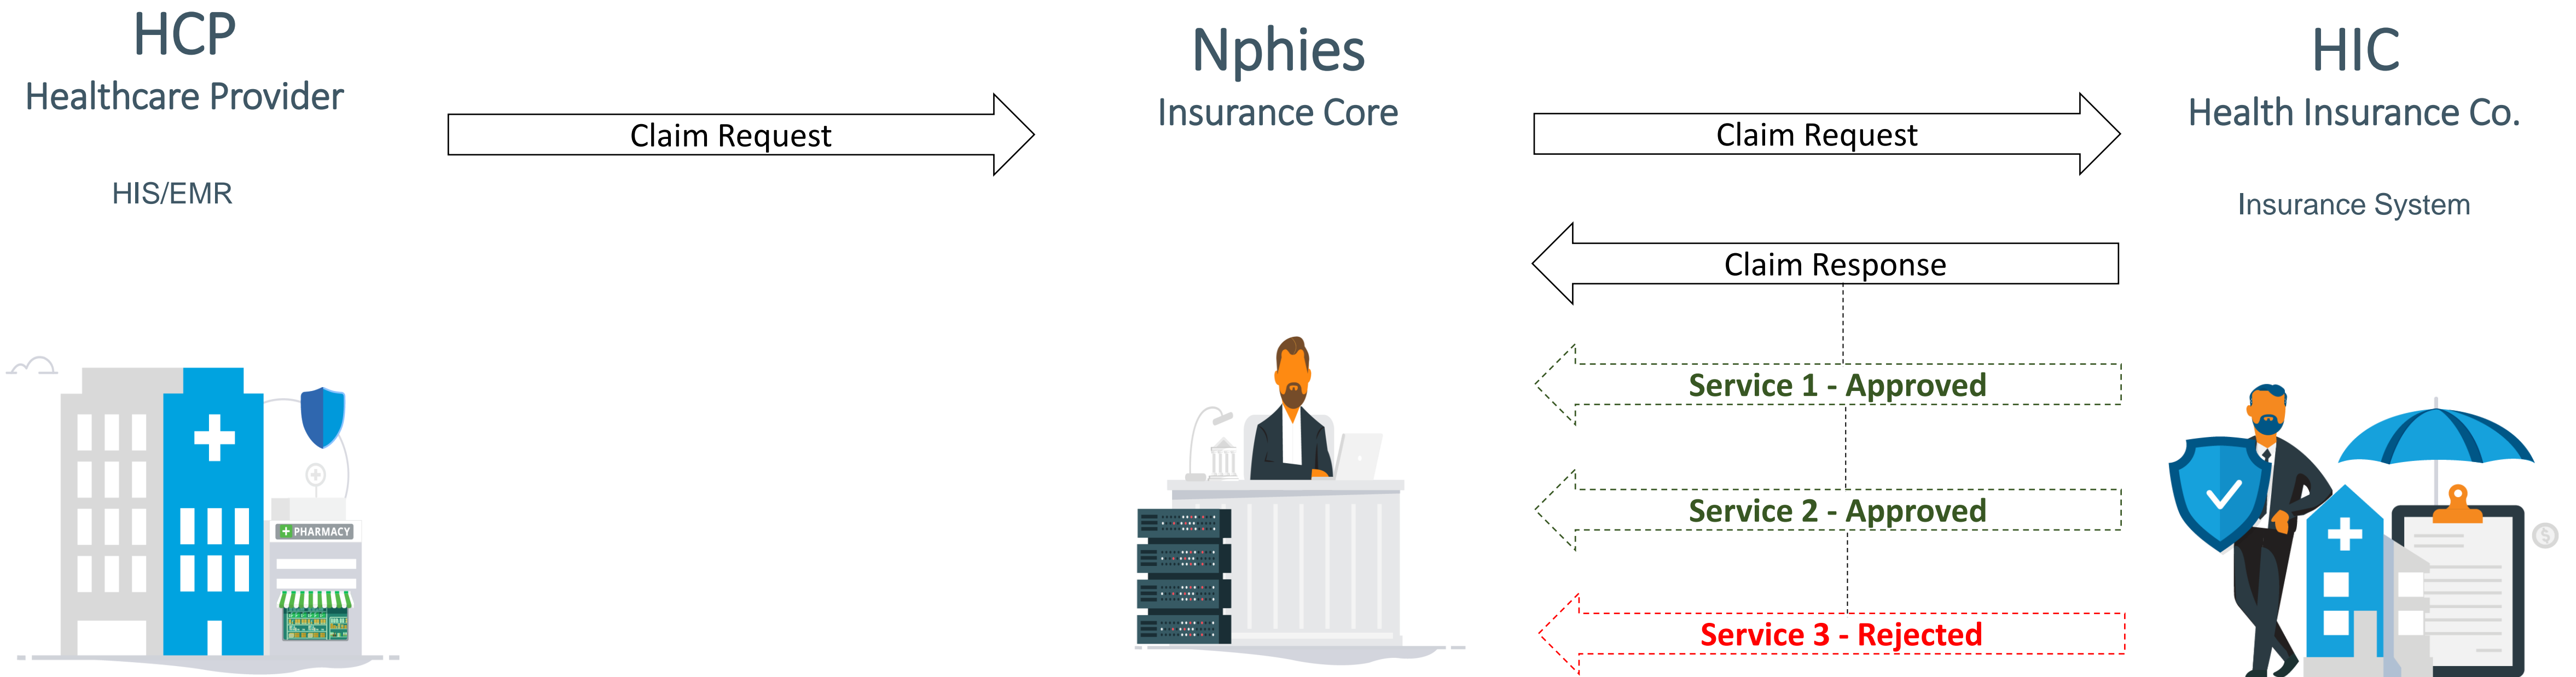 HCP
Healthcare Provider
HIS/EMR
Claim Request
Nphies
Insurance Core
Claim Request
HIC
Health Insurance Co.
Insurance System
Claim Response
Service 1 - Approved
Service 2 - Approved
Service 3 - Rejected
+ PHARMACY
$